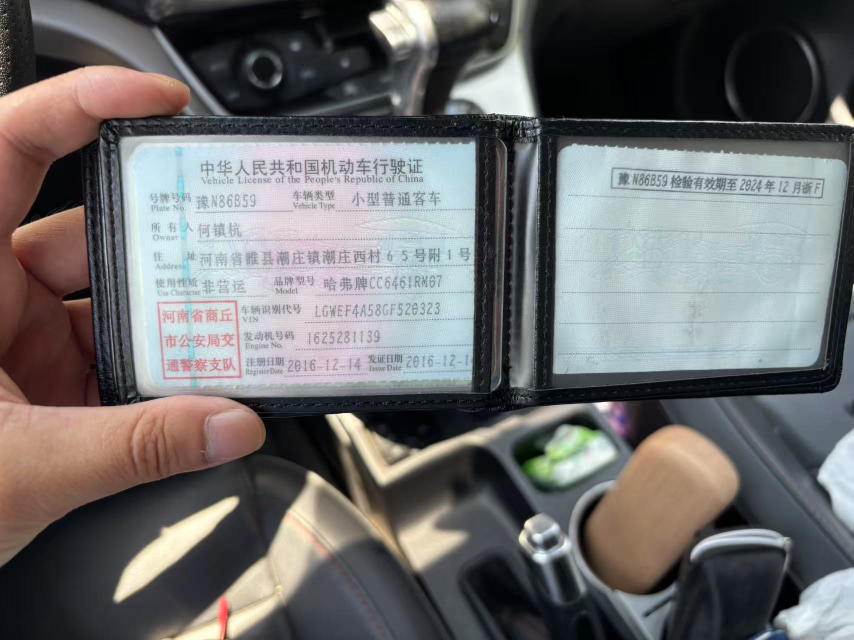 中华人民共和国机动车行驶证
Vehicle License of the People's Republic of China
号牌号码 豫N86B59 车辆类型 小型普通客车
Plate No. Vehicle Type
所有人 何镇杭
Owner
住址 河南省睢县潮庄镇潮庄西村65号附1号
Address
使用性质 非营运 品牌型号 哈弗牌CC6461RM07
Use Character Model
河南省商丘
市公安局交
通警察支队
车辆识别代号 LGWEF4A58GF520323
VIN
发动机号码 1625281139
Engine No.
注册日期 2016-12-14 发证日期 2016-12-1
Register Date Issue Date
豫N86B59 检验有效期至2024年12月浙F